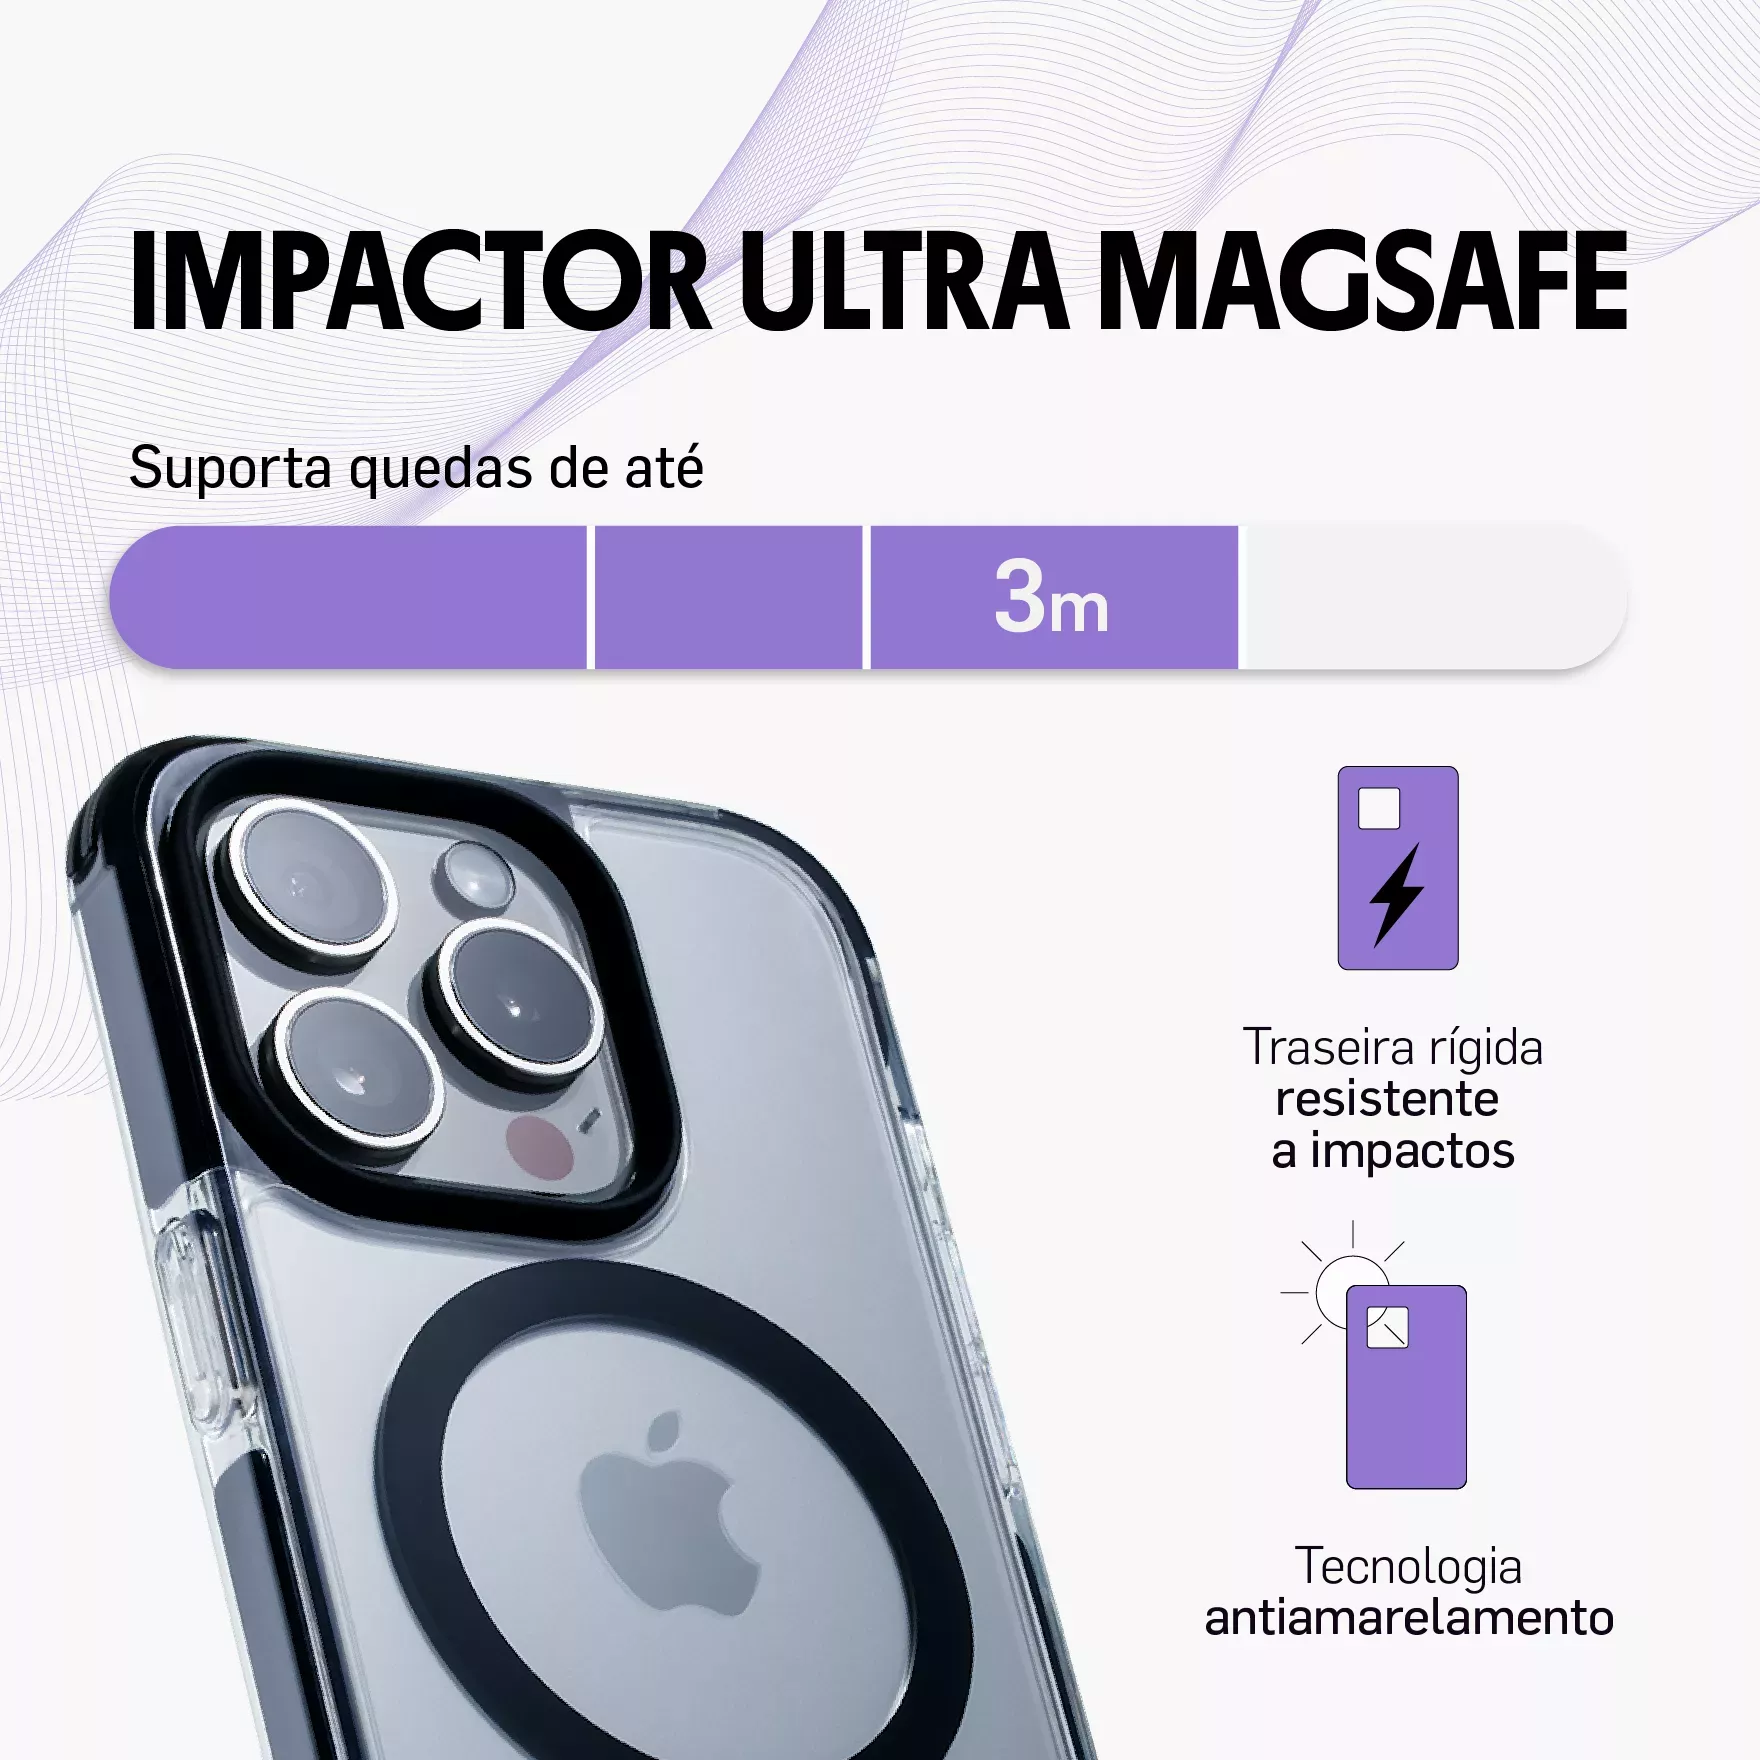 IMPACTOR ULTRA MAGSAFE
Suporta quedas de até
3m
Traseira rígida
resistente
a impactos
Tecnologia
antiamarelamento